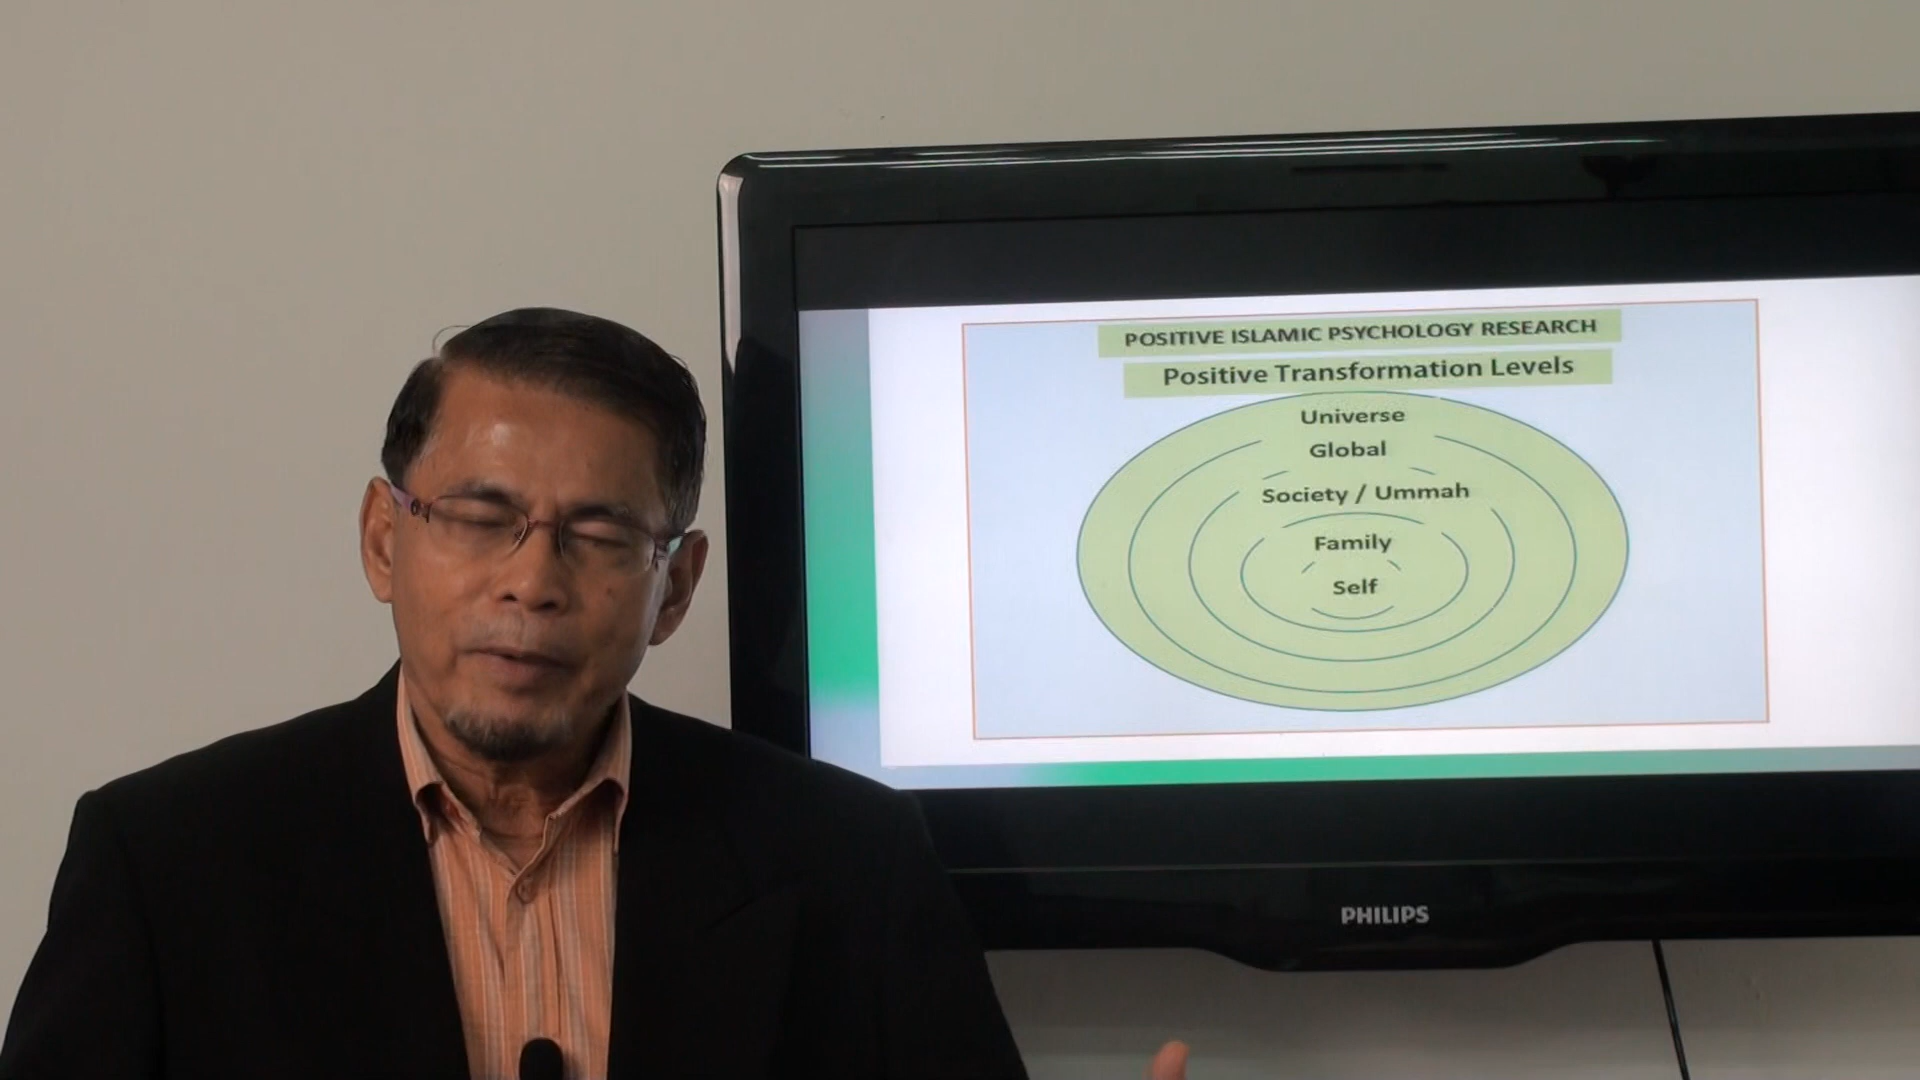 POSITIVE ISLAMIC PSYCHOLOGY RESEARCH
Positive Transformation Levels
Universe
Global
Society / Ummah
Family
Self
PHILIPS